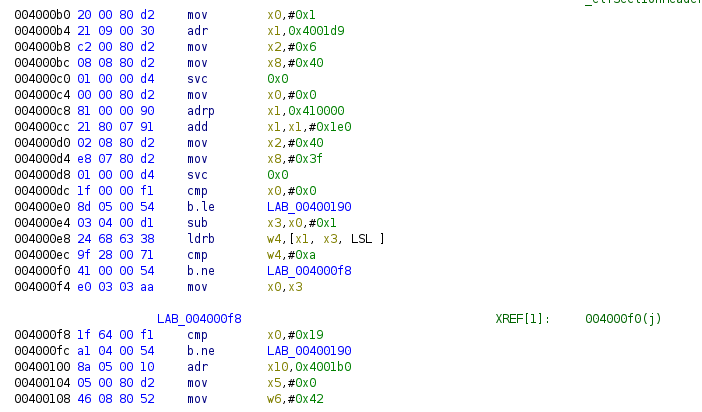 _elfSectionHeader
004000b0 20 00 80 d2 mov x0,#0x1
004000b4 21 09 00 30 adr x1,0x4001d9
004000b8 c2 00 80 d2 mov x2,#0x6
004000bc 08 08 80 d2 mov x8,#0x40
004000c0 01 00 00 d4 svc 0x0
004000c4 00 00 80 d2 mov x0,#0x0
004000c8 81 00 00 90 adrp x1,0x410000
004000cc 21 80 07 91 add x1,x1,#0x1e0
004000d0 02 08 80 d2 mov x2,#0x40
004000d4 e8 07 80 d2 mov x8,#0x3f
004000d8 01 00 00 d4 svc 0x0
004000dc 1f 00 00 f1 cmp x0,#0x0
004000e0 8d 05 00 54 b.le LAB_00400190
004000e4 03 04 00 d1 sub x3,x0,#0x1
004000e8 24 68 63 38 ldrb w4,[x1, x3, LSL ]
004000ec 9f 28 00 71 cmp w4,#0xa
004000f0 41 00 00 54 b.ne LAB_004000f8
004000f4 e0 03 03 aa mov x0,x3
LAB_004000f8 XREF[1]: 004000f0(j)
004000f8 1f 64 00 f1 cmp x0,#0x19
004000fc a1 04 00 54 b.ne LAB_00400190
00400100 8a 05 00 10 adr x10,0x4001b0
00400104 05 00 80 d2 mov x5,#0x0
00400108 46 08 80 52 mov w6,#0x42